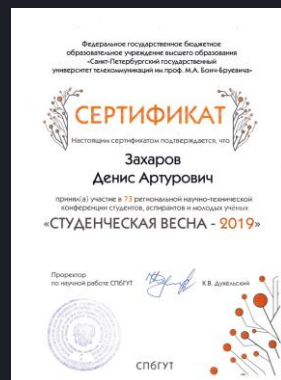 Федеральное государственное бюджетное
образовательное учреждение высшего образования
«Санкт-Петербургский государственный
университет телекоммуникаций им проф. М.А. Бонч-Бруевича»
СЕРТИФИКАТ
Настоящим сертификатом подтверждается, что
Захаров
Денис Артурович
принял(а) участие в 73 региональной научно-технической
конференции студентов, аспирантов и молодых учёных
«СТУДЕНЧЕСКАЯ ВЕСНА - 2019»
Проректор
по научной работе СПбГУТ
К.В. Дукельский
СПбГУТ